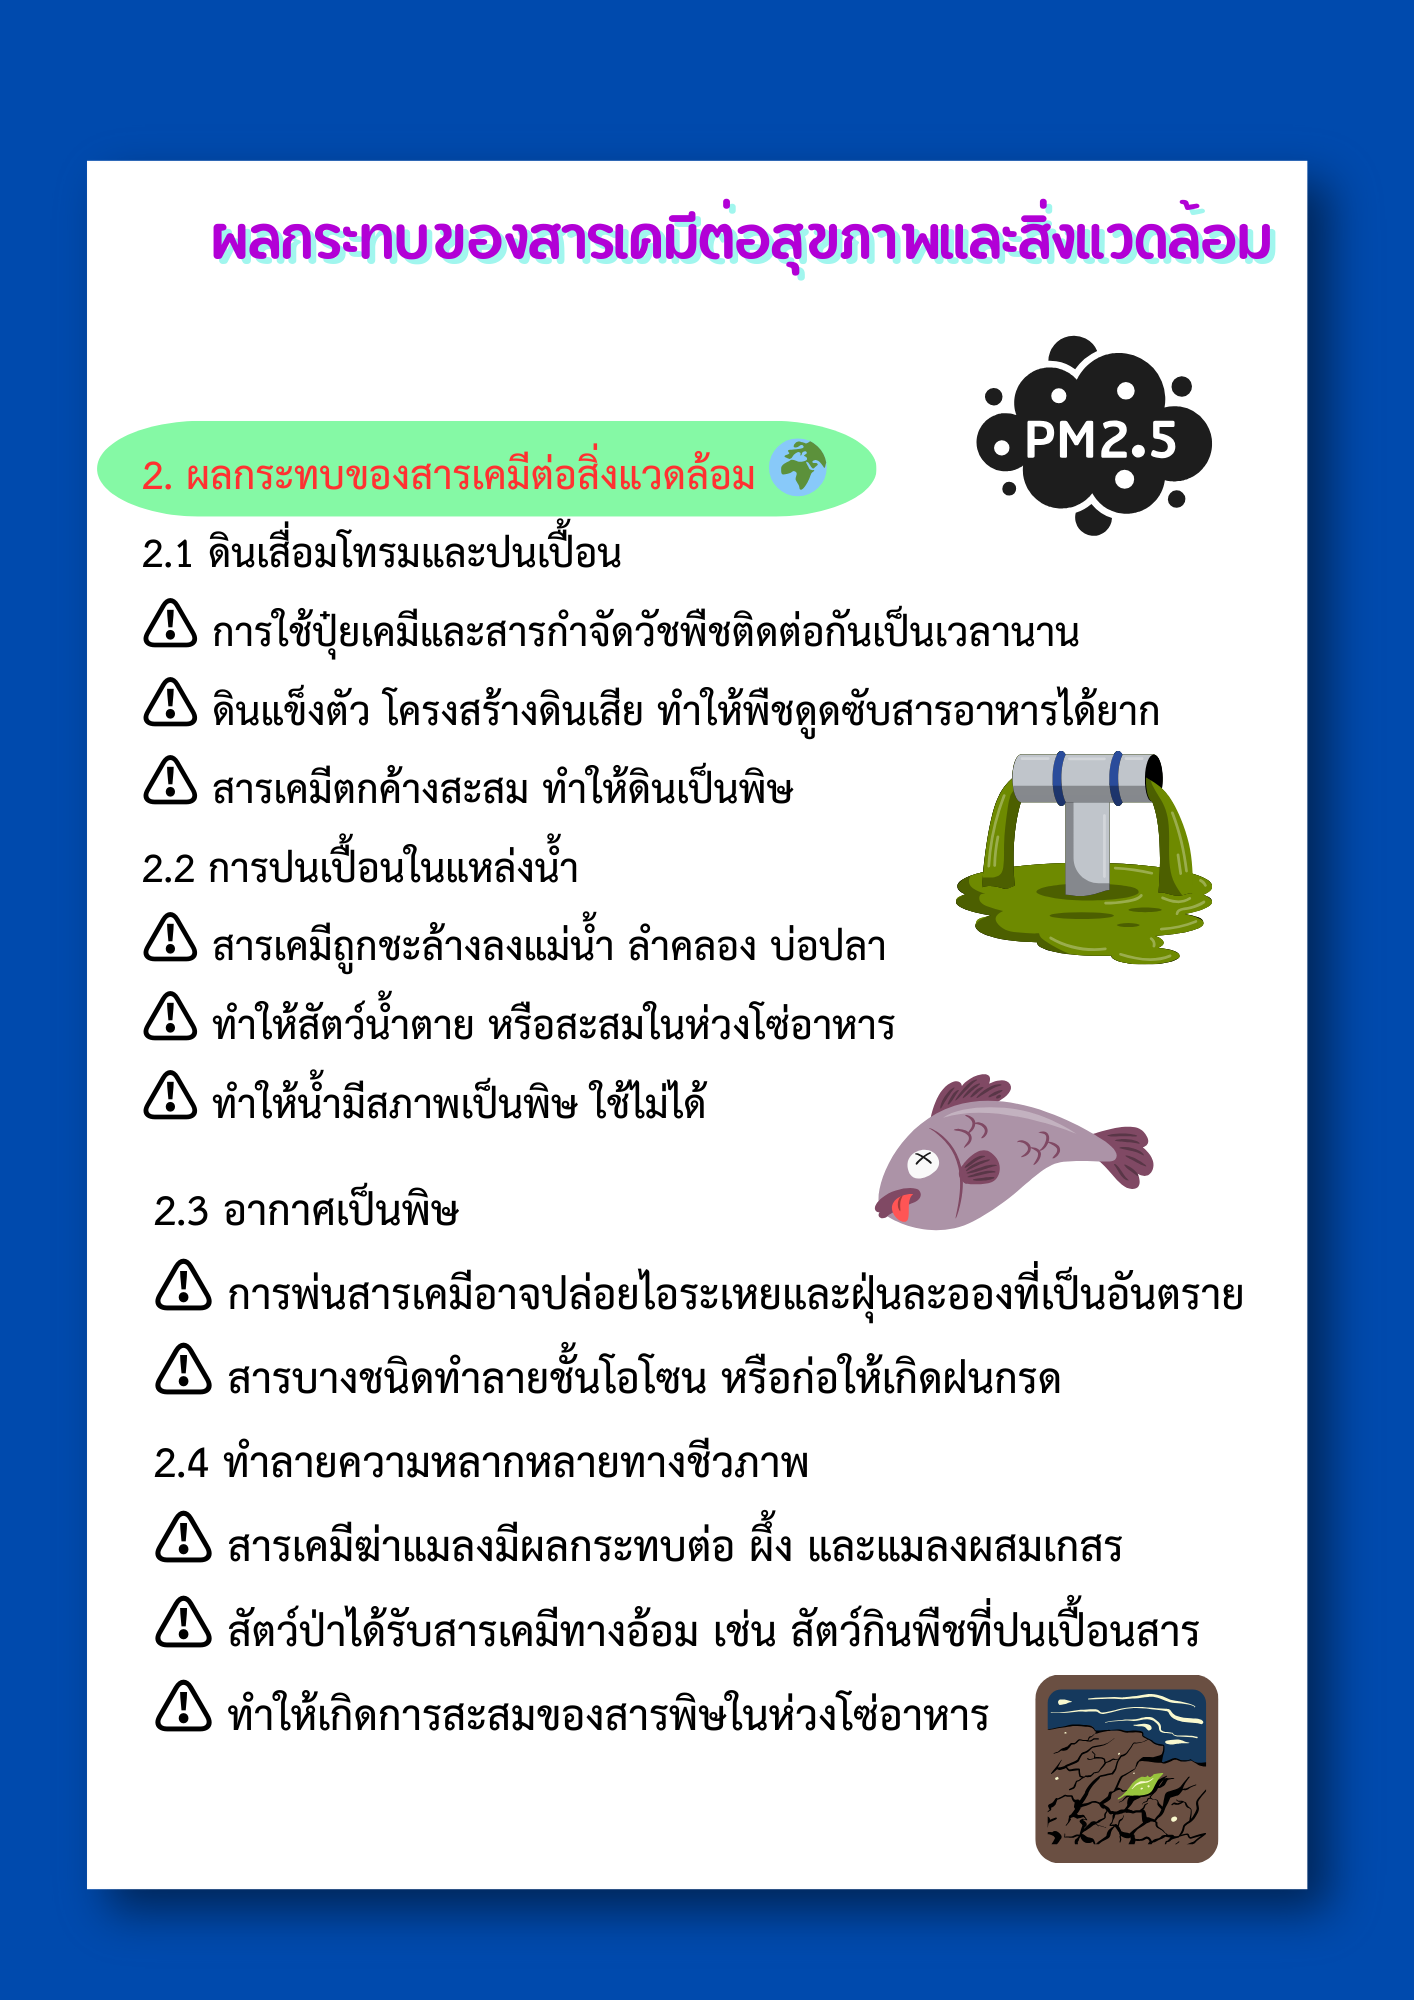 ผลกระทบของสารเคมีต่อสุขภาพและสิ่งแวดล้อม
PM2.5
2. ผลกระทบของสารเคมีต่อสิ่งแวดล้อม
2.1 ดินเสื่อมโทรมและปนเปื้อน
การใช้ปุ๋ยเคมีและสารกำจัดวัชพืชติดต่อกันเป็นเวลานาน
ดินแข็งตัว โครงสร้างดินเสีย ทำให้พืชดูดซับสารอาหารได้ยาก
สารเคมีตกค้างสะสม ทำให้ดินเป็นพิษ
2.2 การปนเปื้อนในแหล่งน้ำ
สารเคมีถูกชะล้างลงแม่น้ำ ลำคลอง บ่อปลา
ทำให้สัตว์น้ำตาย หรือสะสมในห่วงโซ่อาหาร
ทำให้น้ำมีสภาพเป็นพิษ ใช้ไม่ได้
2.3 อากาศเป็นพิษ
การพ่นสารเคมีอาจปล่อยไอระเหยและฝุ่นละอองที่เป็นอันตราย
สารบางชนิดทำลายชั้นโอโซน หรือก่อให้เกิดฝนกรด
2.4 ทำลายความหลากหลายทางชีวภาพ
สารเคมีฆ่าแมลงมีผลกระทบต่อ ผึ้ง และแมลงผสมเกสร
สัตว์ป่าได้รับสารเคมีทางอ้อม เช่น สัตว์กินพืชที่ปนเปื้อนสาร
ทำให้เกิดการสะสมของสารพิษในห่วงโซ่อาหาร